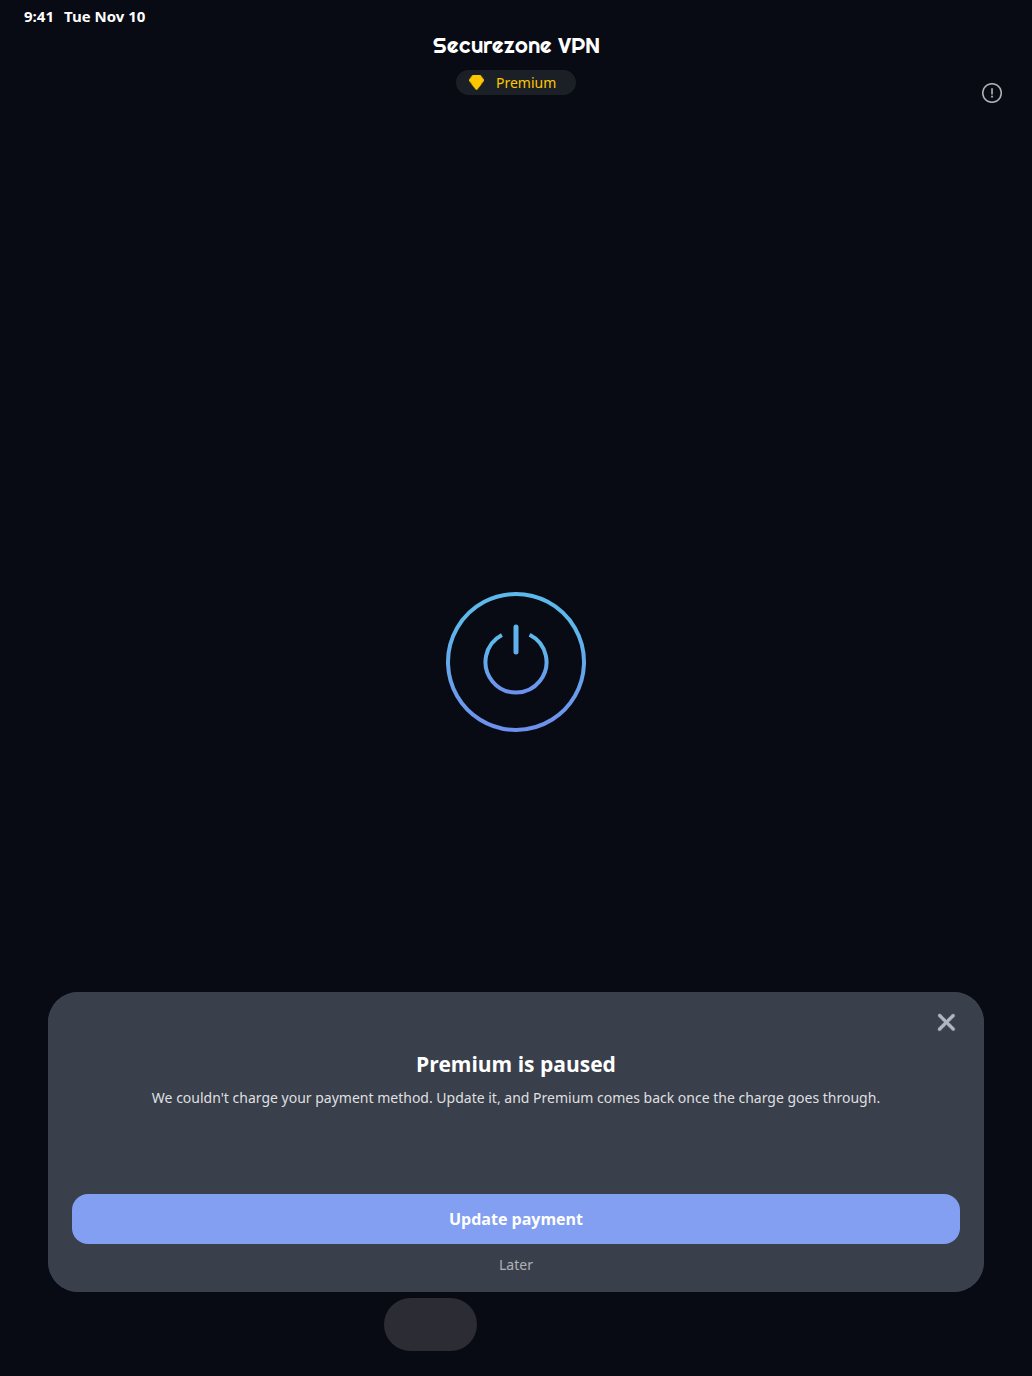 9:41 Tue Nov 10
Securezone VPN
Premium
Premium is paused
We couldn't charge your payment method. Update it, and Premium comes back once the charge goes through.
Update payment
Later